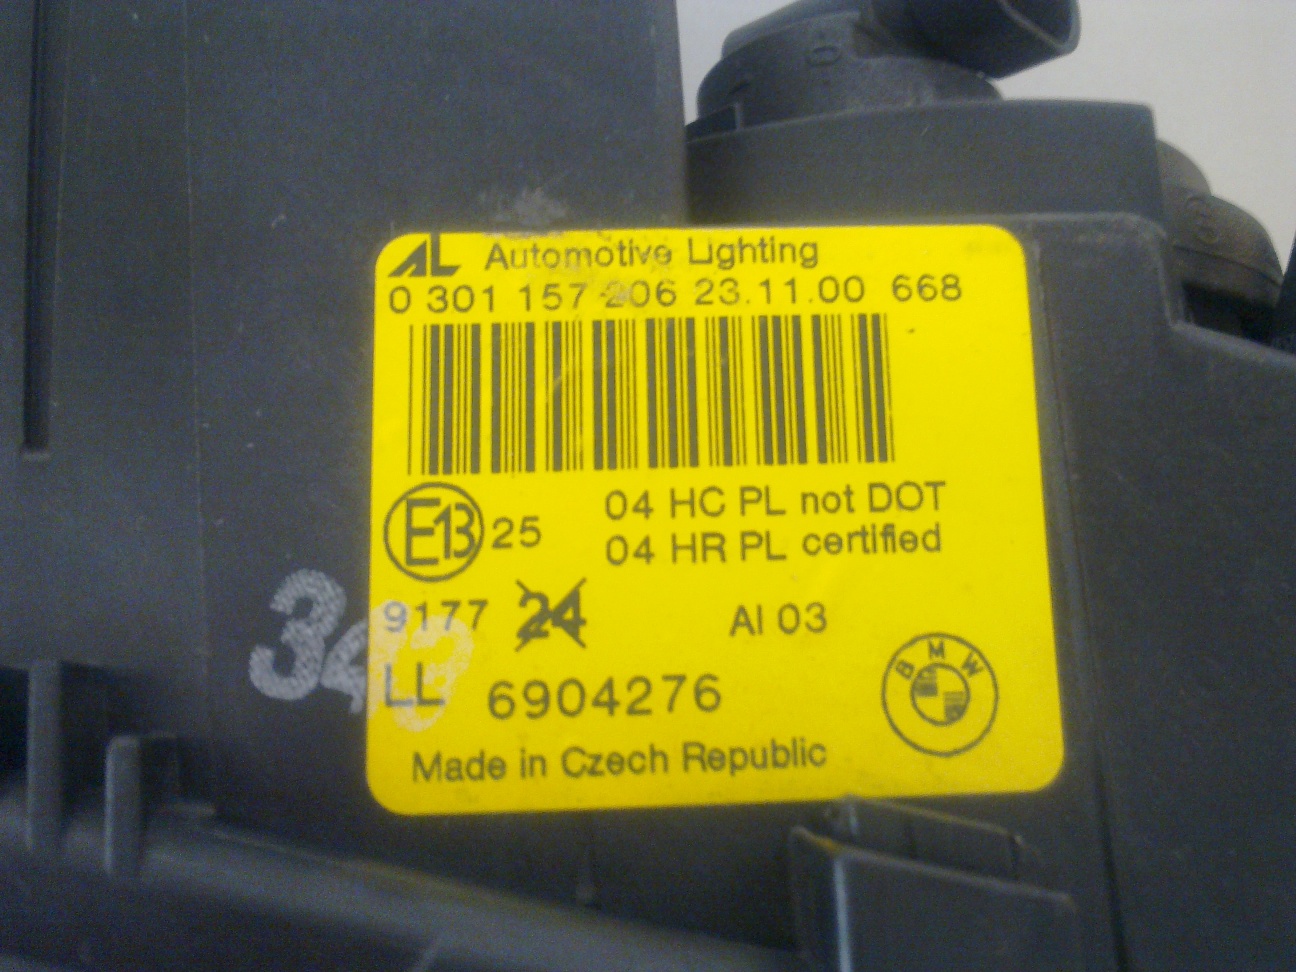 AL Automotive Lighting
0 301 157 206 23.11.00 668
E13 25 04 HC PL not DOT
04 HR PL certified
9177 24 AI 03
343
LL 6904276
BMW
Made in Czech Republic